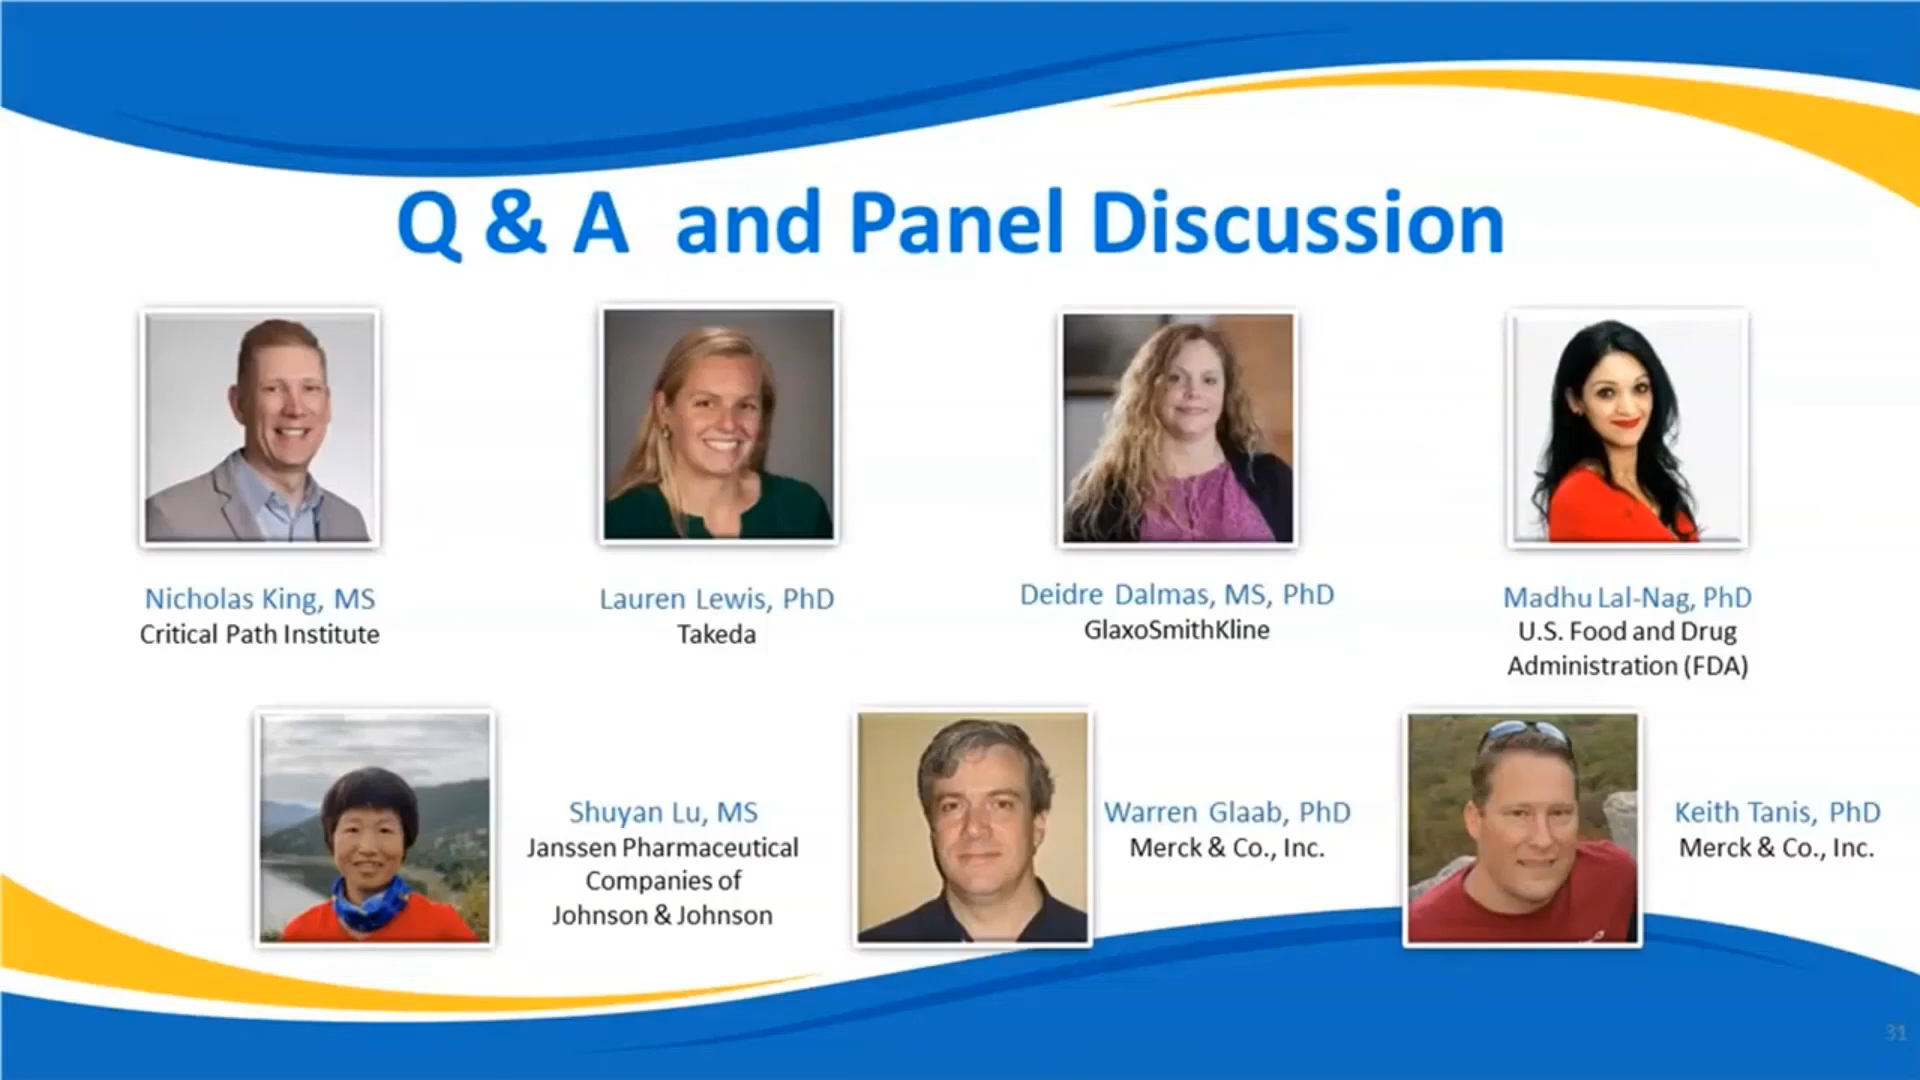 Q & A and Panel Discussion
Nicholas King, MS
Critical Path Institute
Lauren Lewis, PhD
Takeda
Deidre Dalmas, MS, PhD
GlaxoSmithKline
Madhu Lal-Nag, PhD
U.S. Food and Drug
Administration (FDA)
Shuyan Lu, MS
Janssen Pharmaceutical
Companies of
Johnson & Johnson
Warren Glaab, PhD
Merck & Co., Inc.
Keith Tanis, PhD
Merck & Co., Inc.
31